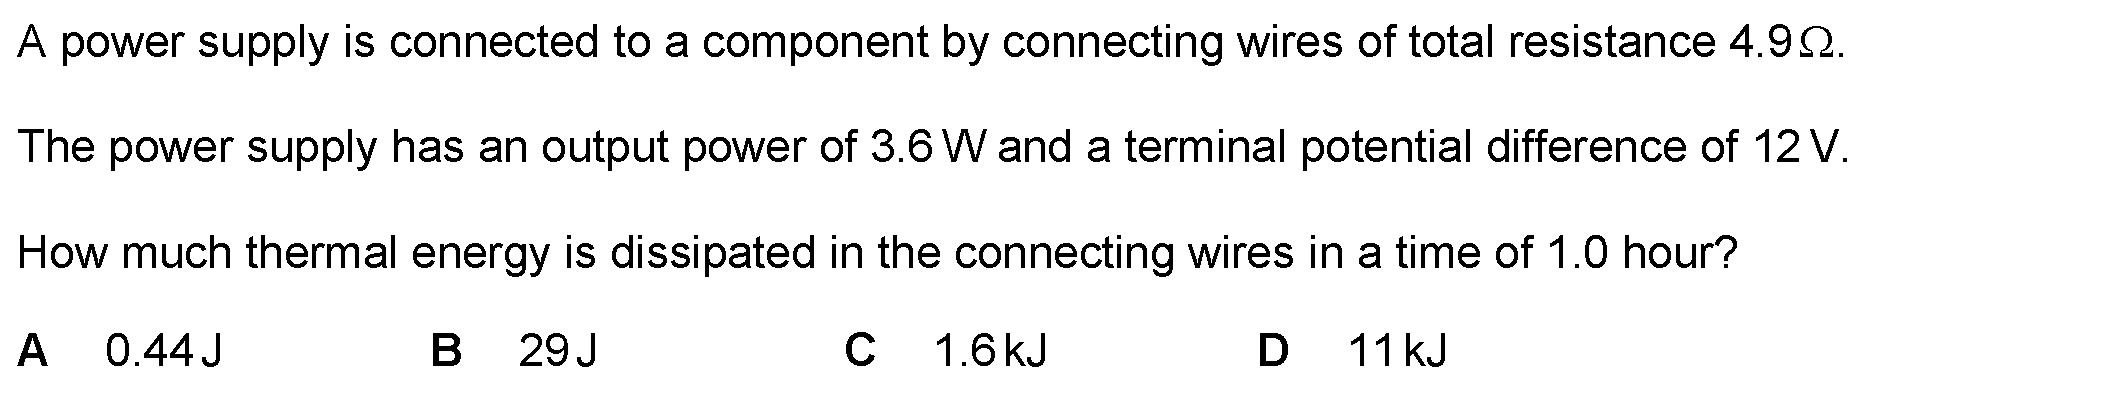 A power supply is connected to a component by connecting wires of total resistance 4.9 Ω.
The power supply has an output power of 3.6 W and a terminal potential difference of 12 V.
How much thermal energy is dissipated in the connecting wires in a time of 1.0 hour?
A 0.44 J B 29 J C 1.6 kJ D 11 kJ